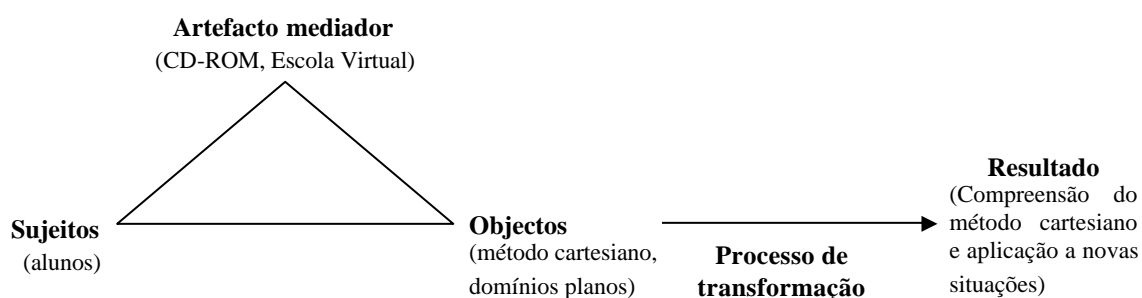 Artefacto mediador
(CD-ROM, Escola Virtual)
Sujeitos
(alunos)
Objectos
(método cartesiano,
domínios planos)
Processo de
transformação
Resultado
(Compreensão do
método cartesiano
e aplicação a novas
situações)